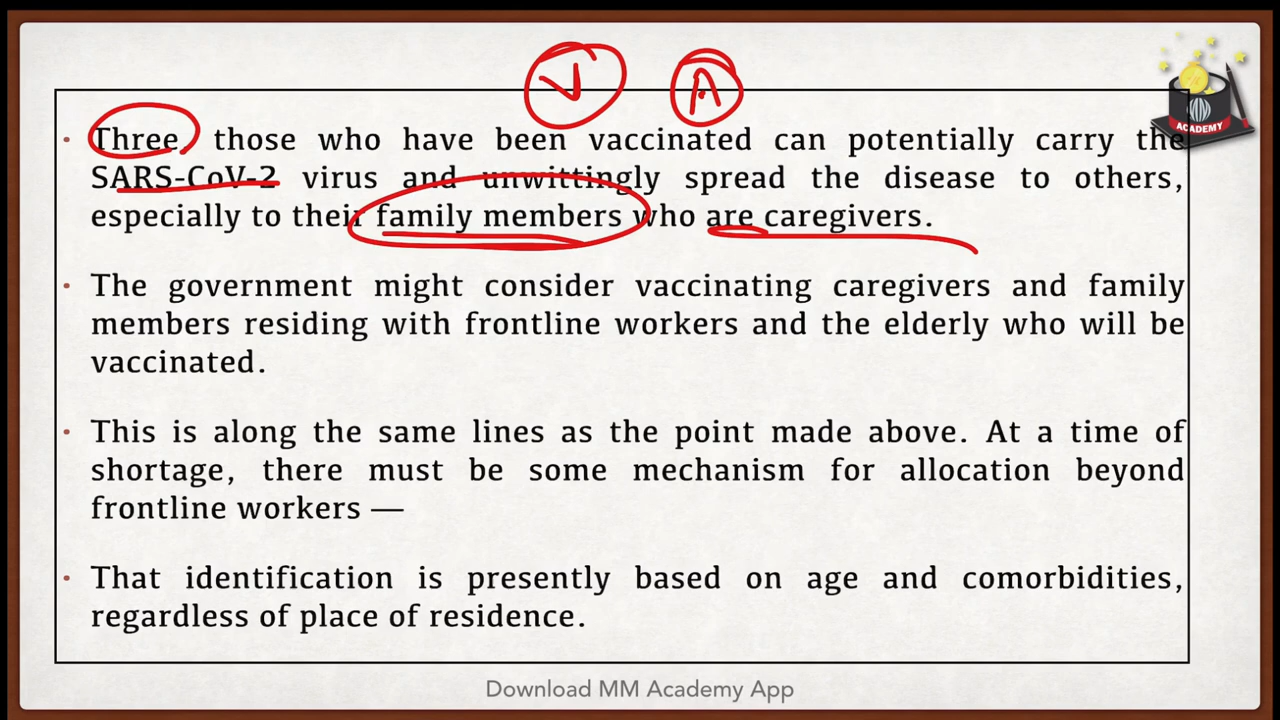 V A
ACADEMY
• Three, those who have been vaccinated can potentially carry the
SARS-CoV-2 virus and unwittingly spread the disease to others,
especially to their family members who are caregivers.
• The government might consider vaccinating caregivers and family
members residing with frontline workers and the elderly who will be
vaccinated.
• This is along the same lines as the point made above. At a time of
shortage, there must be some mechanism for allocation beyond
frontline workers —
• That identification is presently based on age and comorbidities,
regardless of place of residence.
Download MM Academy App